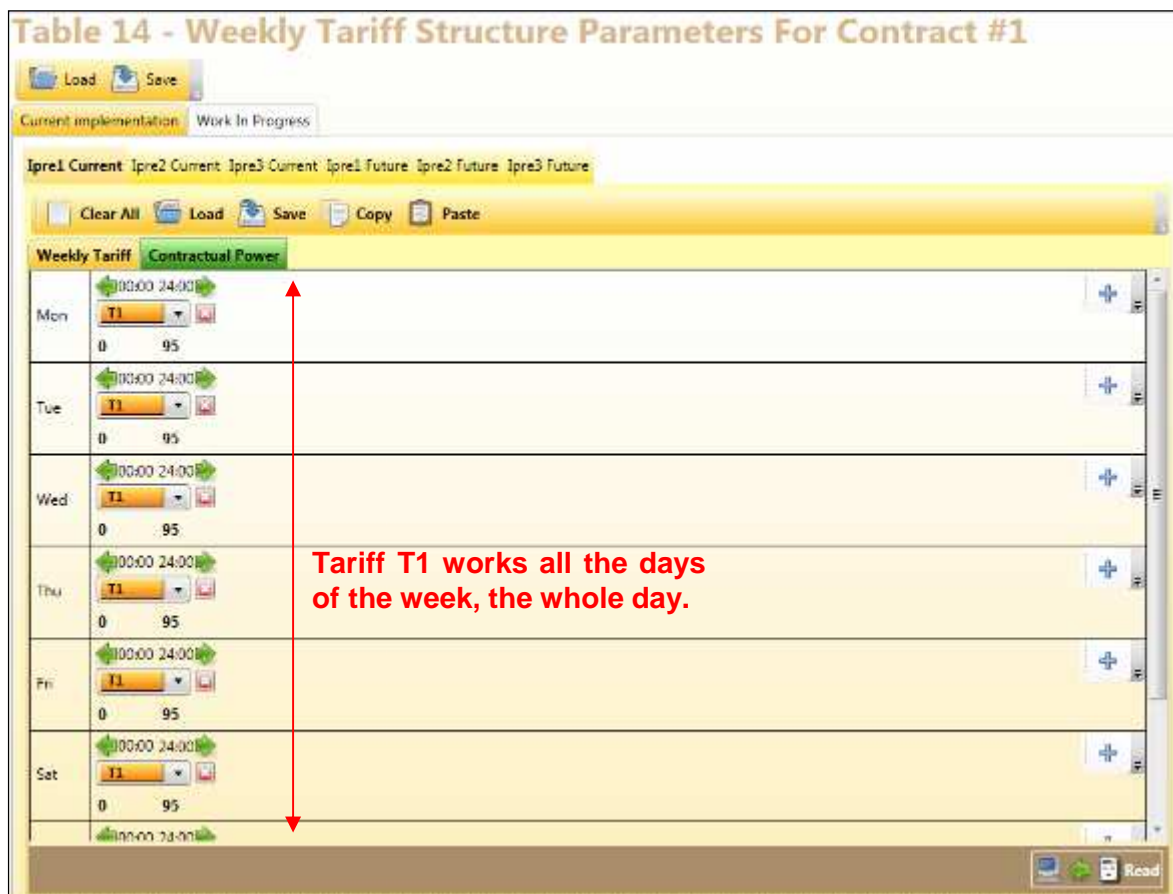 Table 14 - Weekly Tariff Structure Parameters For Contract #1
Load Save
Current implementation Work In Progress
Ipre1 Current Ipre2 Current Ipre3 Current Ipre1 Future Ipre2 Future Ipre3 Future
Clear All Load Save Copy Paste
Weekly Tariff Contractual Power
00:00 24:00
Mon T1
0 95
00:00 24:00
Tue T1
0 95
00:00 24:00
Wed T1
0 95
Tariff T1 works all the days
of the week, the whole day.
00:00 24:00
Thu T1
0 95
00:00 24:00
Fri T1
0 95
00:00 24:00
Sat T1
0 95
00:00 24:00
Read